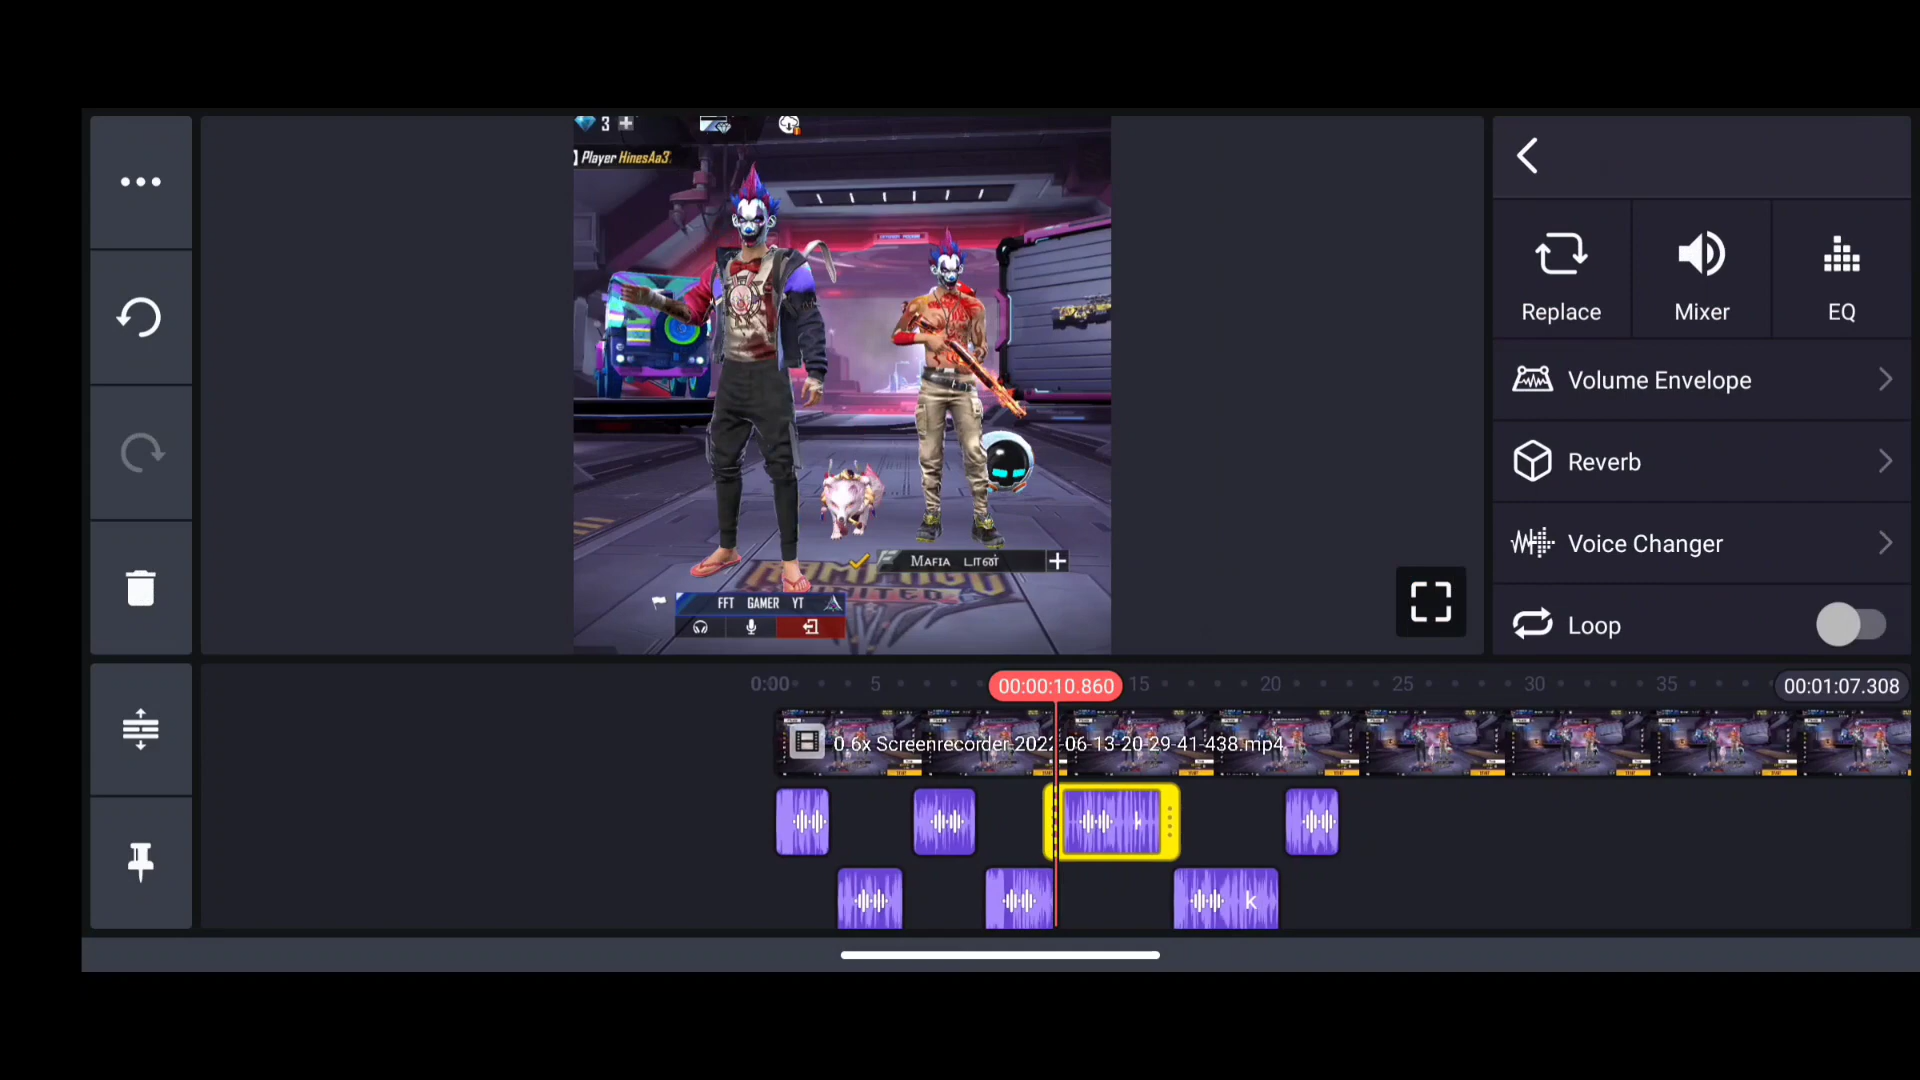 3
Player HinesAa3.
MAFIA டான்
FFT GAMER YT
Replace
Mixer
EQ
Volume Envelope
Reverb
Voice Changer
Loop
0:00
5
00:00:10.860
15
20
25
30
35
00:01:07.308
0.6x Screenrecorder-2022-06-13-20-29-41-438.mp4
k
k